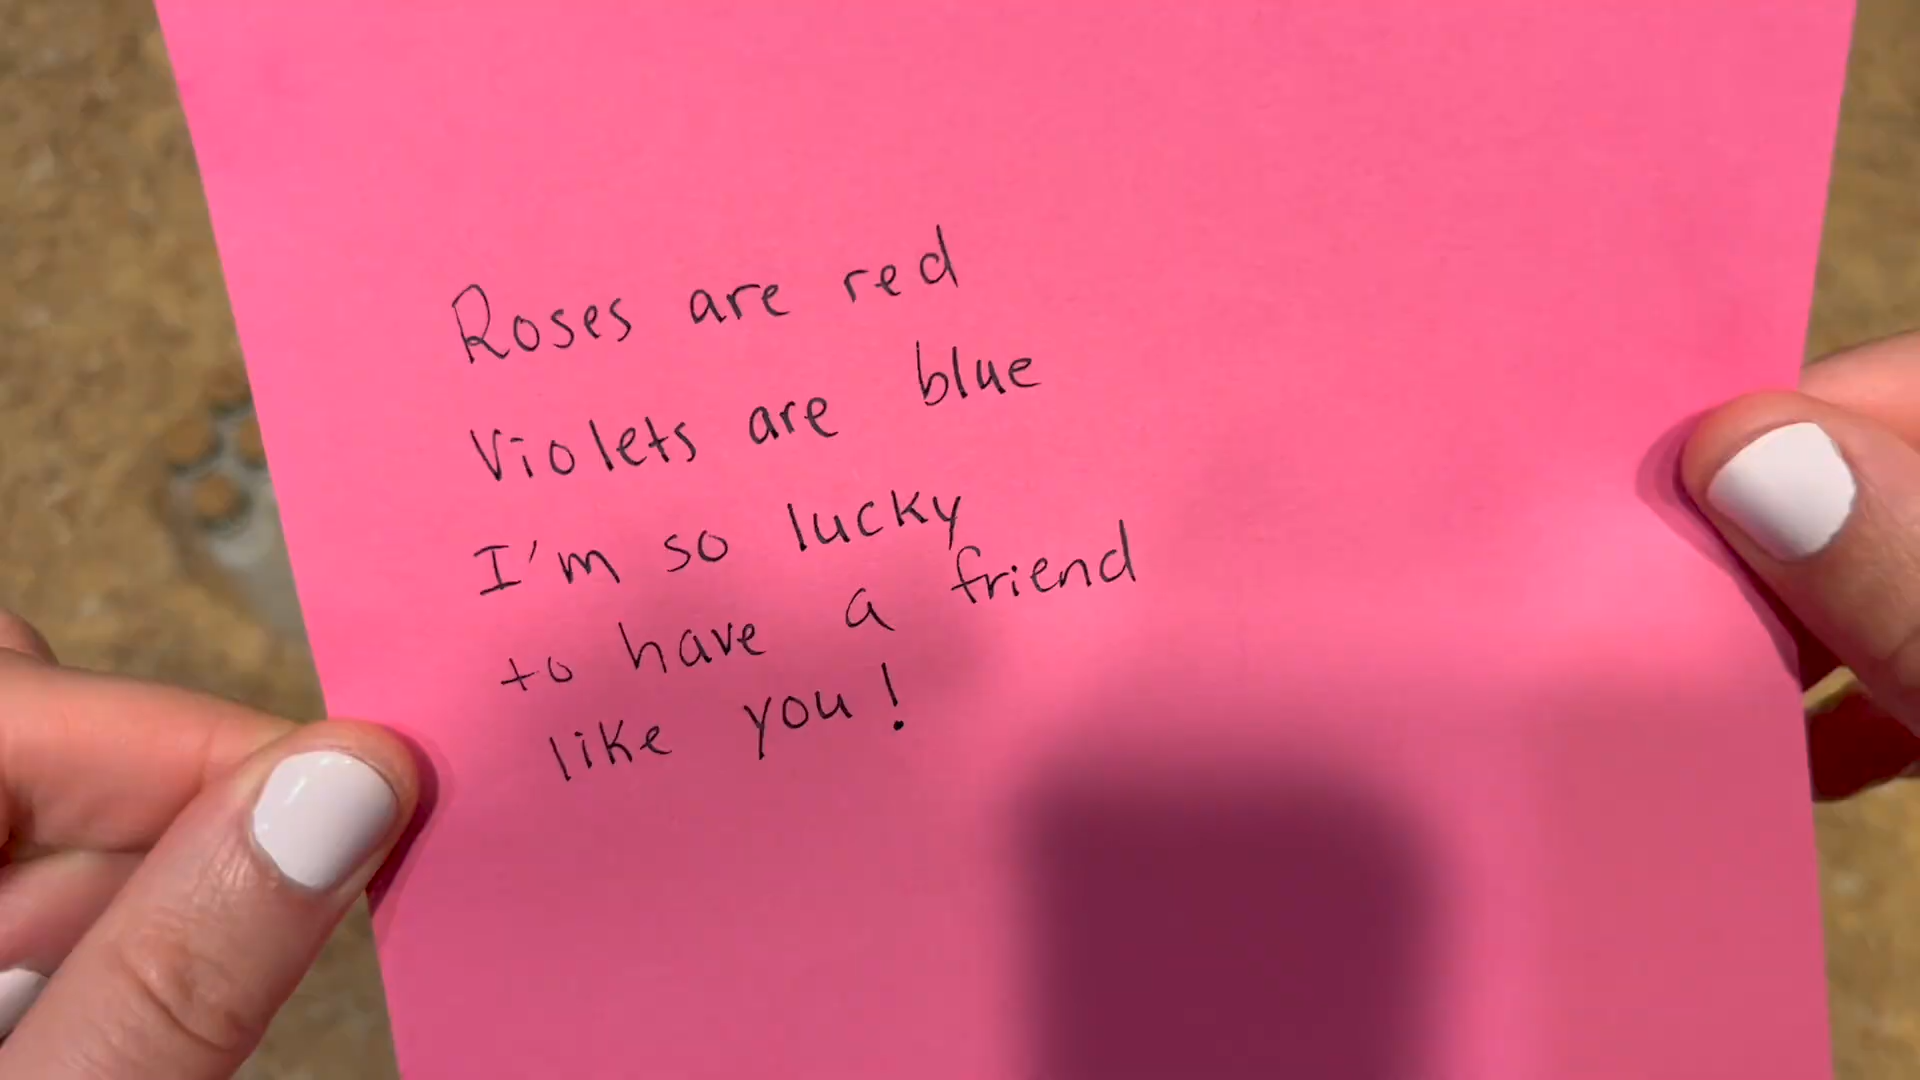 Roses are red
Violets are blue
I'm so lucky
to have a friend
like you!